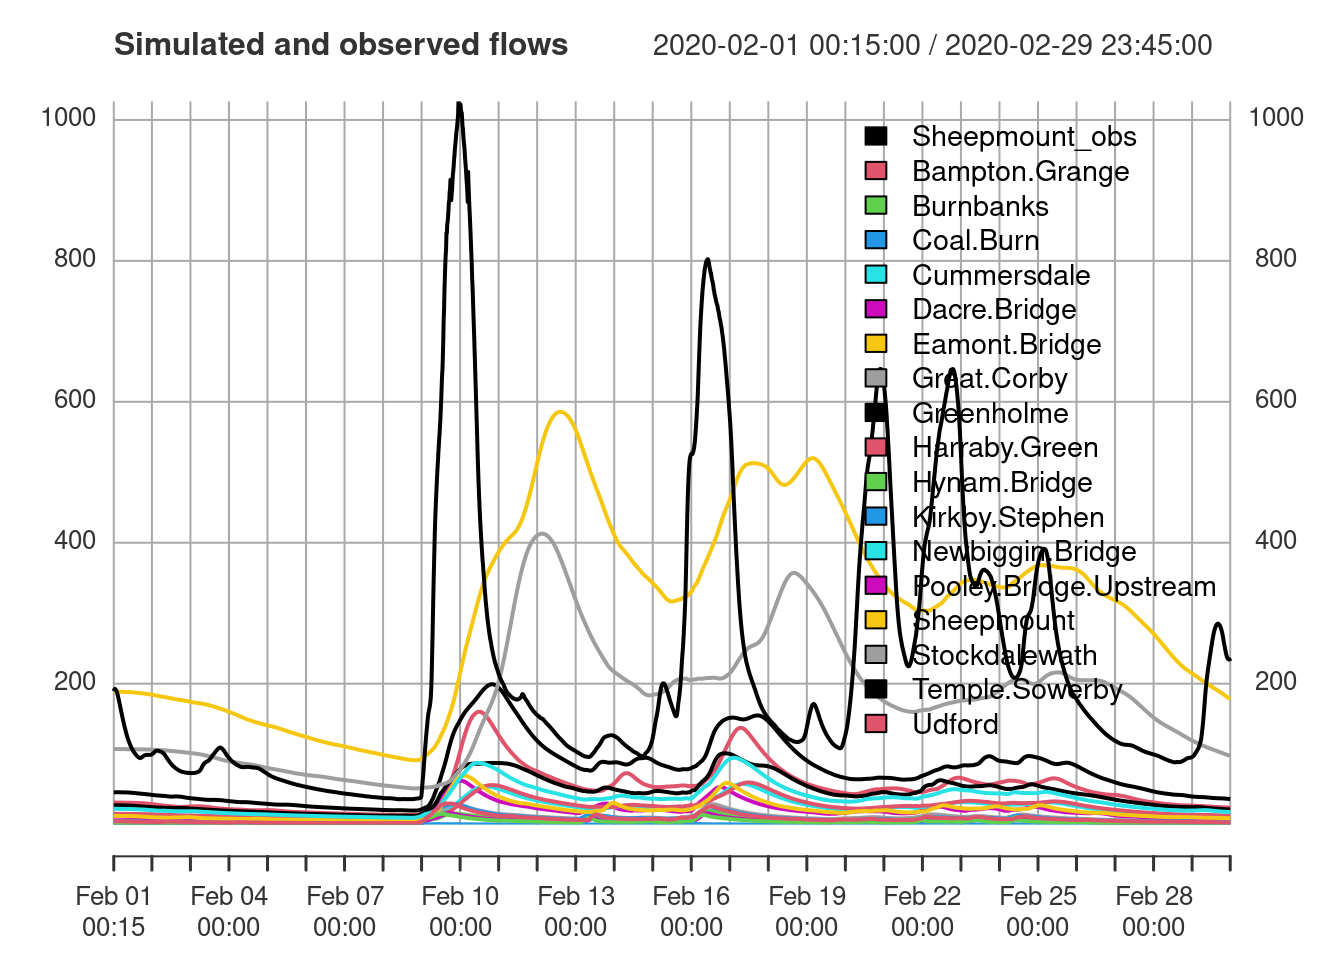 Simulated and observed flows 2020-02-01 00:15:00 / 2020-02-29 23:45:00
1000 1000
Sheepmount_obs
Bampton.Grange
Burnbanks
Coal.Burn
800 800
Cummersdale
Dacre.Bridge
Eamont.Bridge
Great.Corby
600 600
Greenholme
Harraby.Green
Hynam.Bridge
Kirkby.Stephen
400 400
Newbiggin.Bridge
Pooley.Bridge.Upstream
Sheepmount
Stockdalewath
200 200
Temple.Sowerby
Udford
Feb 01 Feb 04 Feb 07 Feb 10 Feb 13 Feb 16 Feb 19 Feb 22 Feb 25 Feb 28
00:15 00:00 00:00 00:00 00:00 00:00 00:00 00:00 00:00 00:00